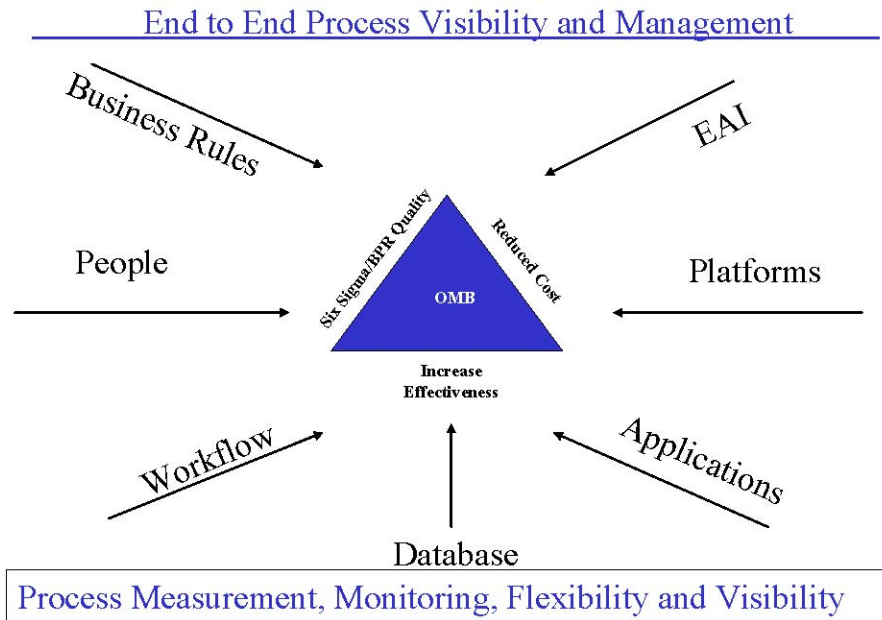 End to End Process Visibility and Management
Business Rules
EAI
Six Sigma/BPR Quality
Reduced Cost
People
Platforms
OMB
Increase
Effectiveness
Workflow
Applications
Database
Process Measurement, Monitoring, Flexibility and Visibility